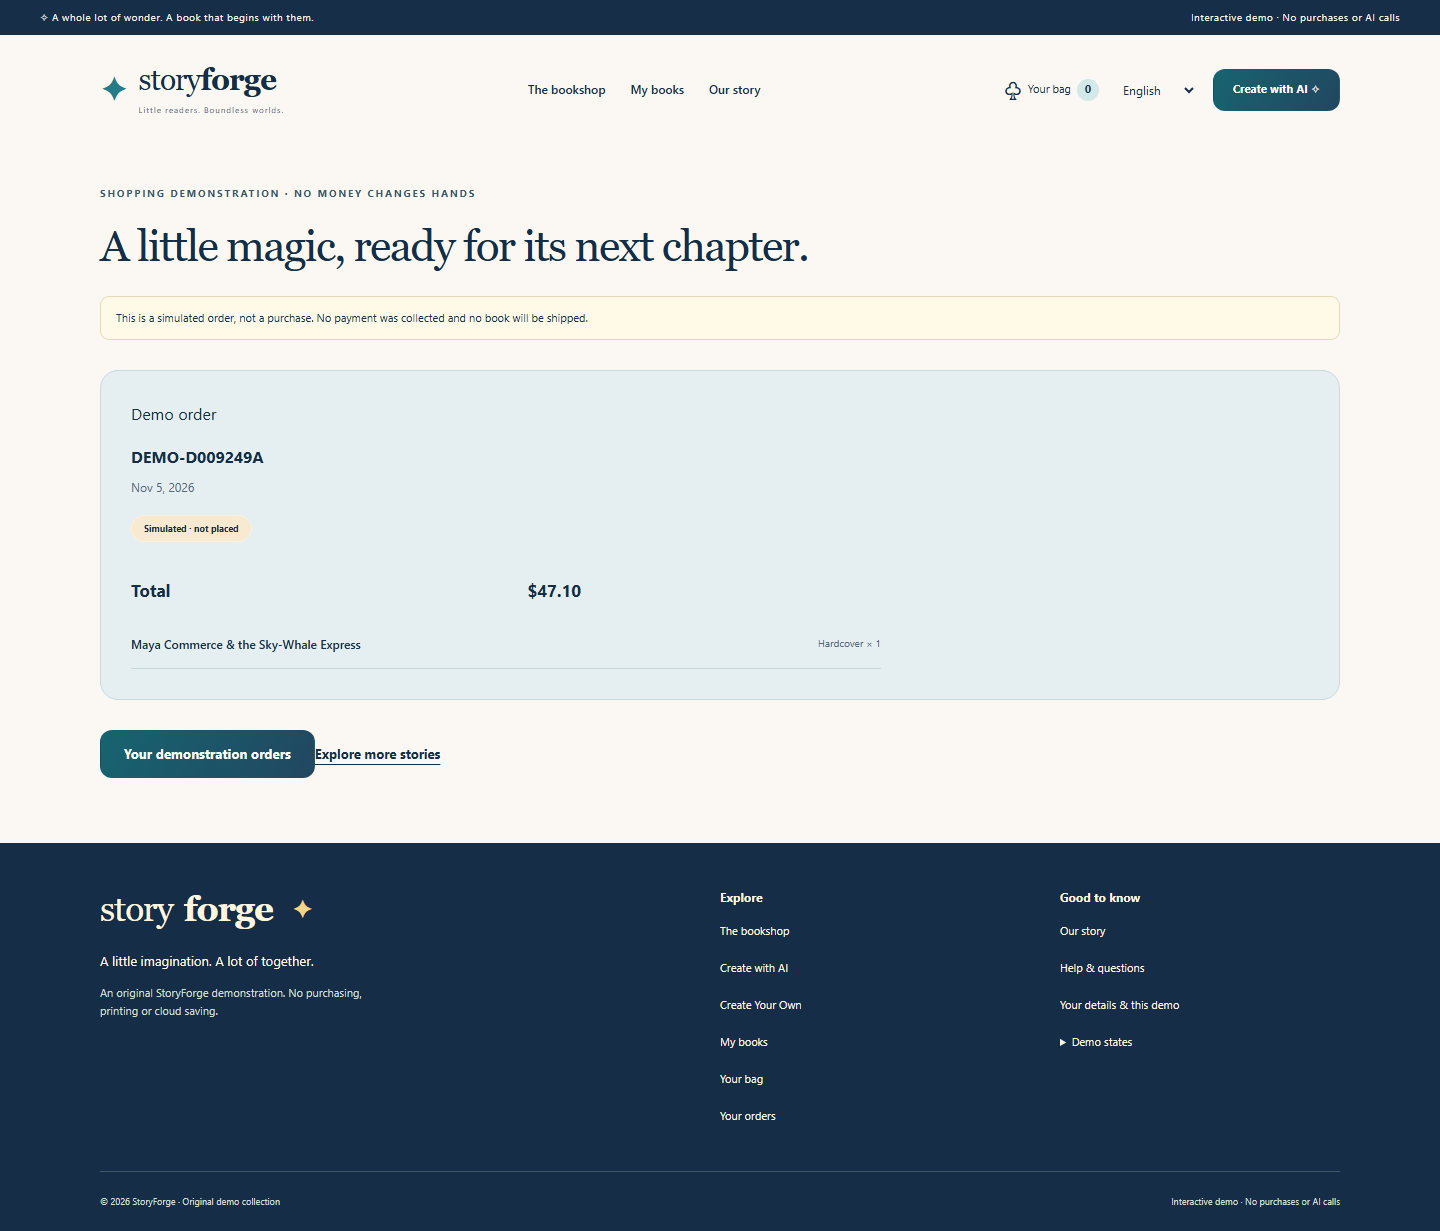 ✧ A whole lot of wonder. A book that begins with them.
Interactive demo · No purchases or AI calls
storyforge
Little readers. Boundless worlds.
The bookshop
My books
Our story
Your bag 0
English
Create with AI ✧
SHOPPING DEMONSTRATION · NO MONEY CHANGES HANDS
A little magic, ready for its next chapter.
This is a simulated order, not a purchase. No payment was collected and no book will be shipped.
Demo order
DEMO-D009249A
Nov 5, 2026
Simulated · not placed
Total $47.10
Maya Commerce & the Sky-Whale Express Hardcover × 1
Your demonstration orders
Explore more stories
story forge
A little imagination. A lot of together.
An original StoryForge demonstration. No purchasing,
printing or cloud saving.
Explore
The bookshop
Create with AI
Create Your Own
My books
Your bag
Your orders
Good to know
Our story
Help & questions
Your details & this demo
Demo states
© 2026 StoryForge · Original demo collection
Interactive demo · No purchases or AI calls